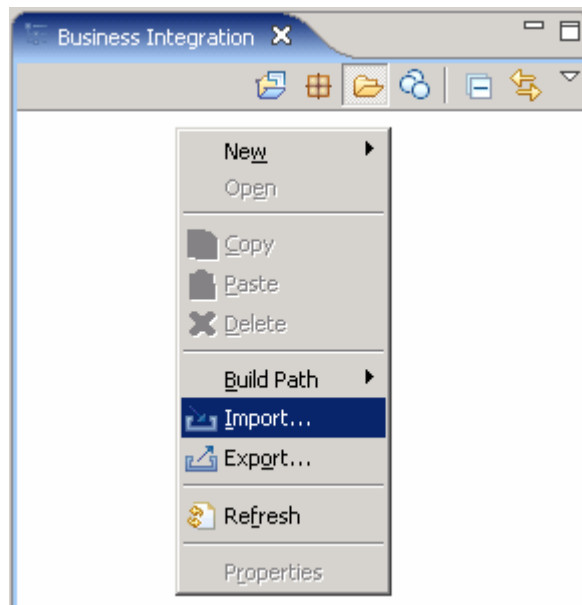 Business Integration
New
Open
Copy
Paste
Delete
Build Path
Import...
Export...
Refresh
Properties